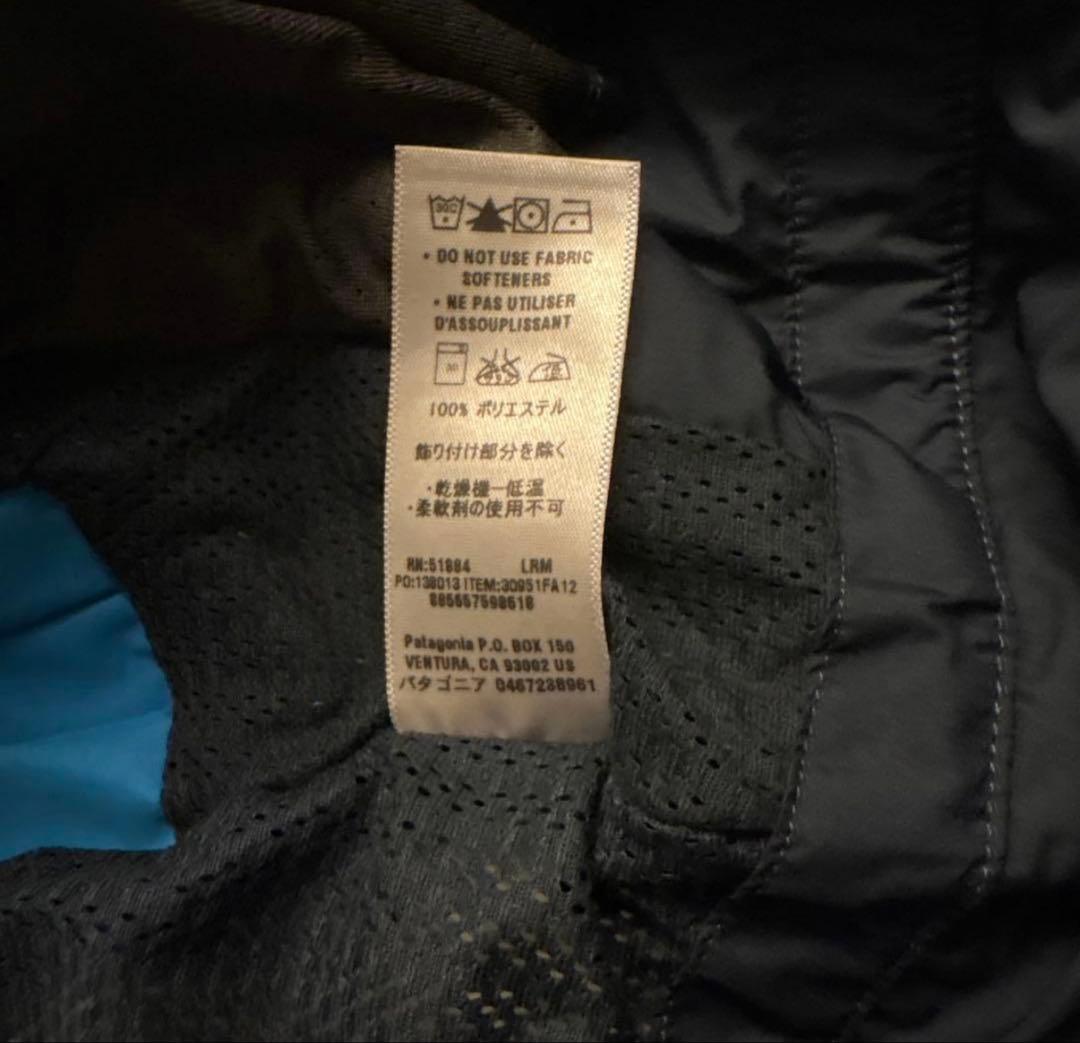 30C
• DO NOT USE FABRIC
SOFTENERS
• NE PAS UTILISER
D'ASSOUPLISSANT
30
低
100% ポリエステル
飾り付け部分を除く
・乾燥機ー低温
・柔軟剤の使用不可
RN:51884 LRM
PO:138013 ITEM:30951FA12
Patagonia P.O. BOX 150
VENTURA, CA 93002 US
パタゴニア 0467238961